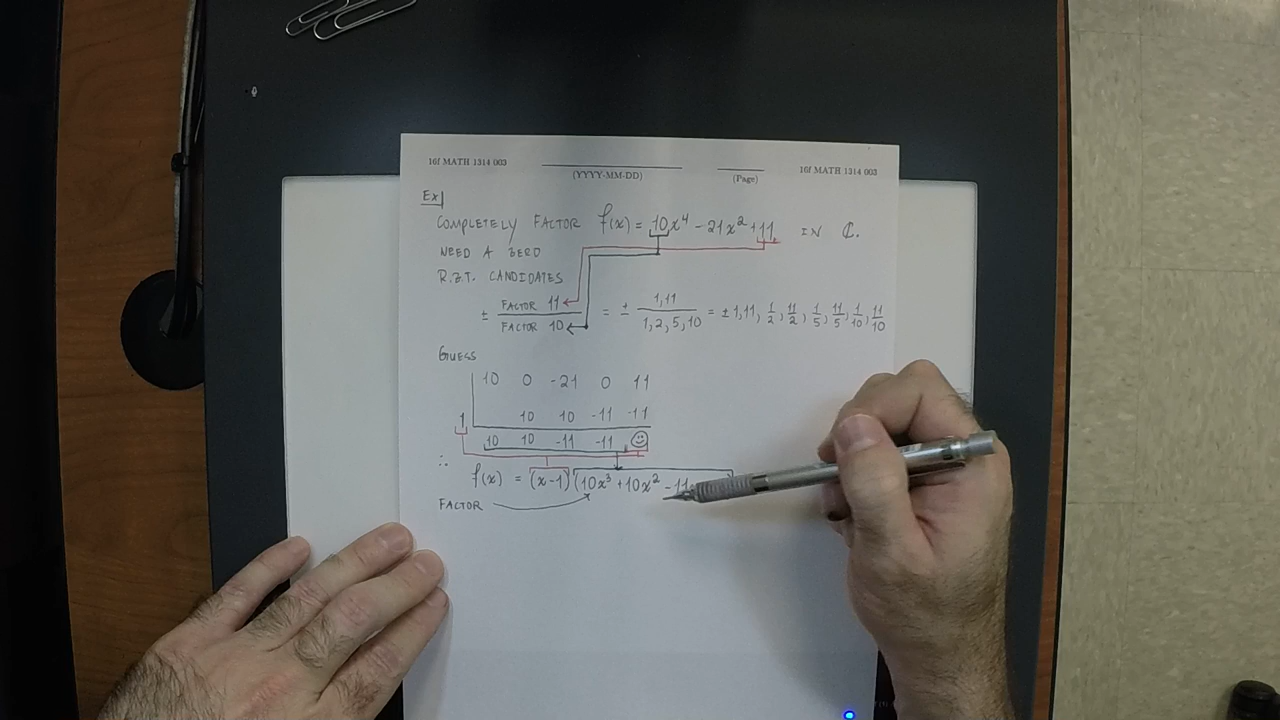 16f MATH 1314 003
(YYYY-MM-DD)
(Page)
16f MATH 1314 003
Ex
COMPLETELY FACTOR f(x) = 10x⁴ - 21x² + 11 IN ℂ.
NEED A ZERO
R.Z.T. CANDIDATES
± FACTOR 11 / FACTOR 10 = ± 1,11 / 1,2,5,10 = ± 1, 11, 1/2, 11/2, 1/5, 11/5, 1/10, 11/10
GUESS
10 0 -21 0 11
1 10 10 -11 -11
10 10 -11 -11 ☺
∴ f(x) = (x-1)(10x³ + 10x² - 11
FACTOR